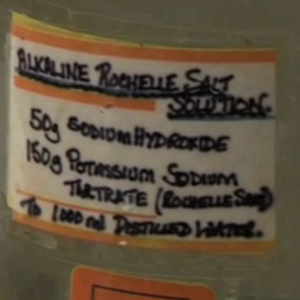 ALKALINE ROCHELLE SALT
SOLUTION.
50g SODIUM HYDROXIDE
150g POTASSIUM SODIUM
TARTRATE (ROCHELLE SALT)
TO 1000 ml DISTILLED WATER.